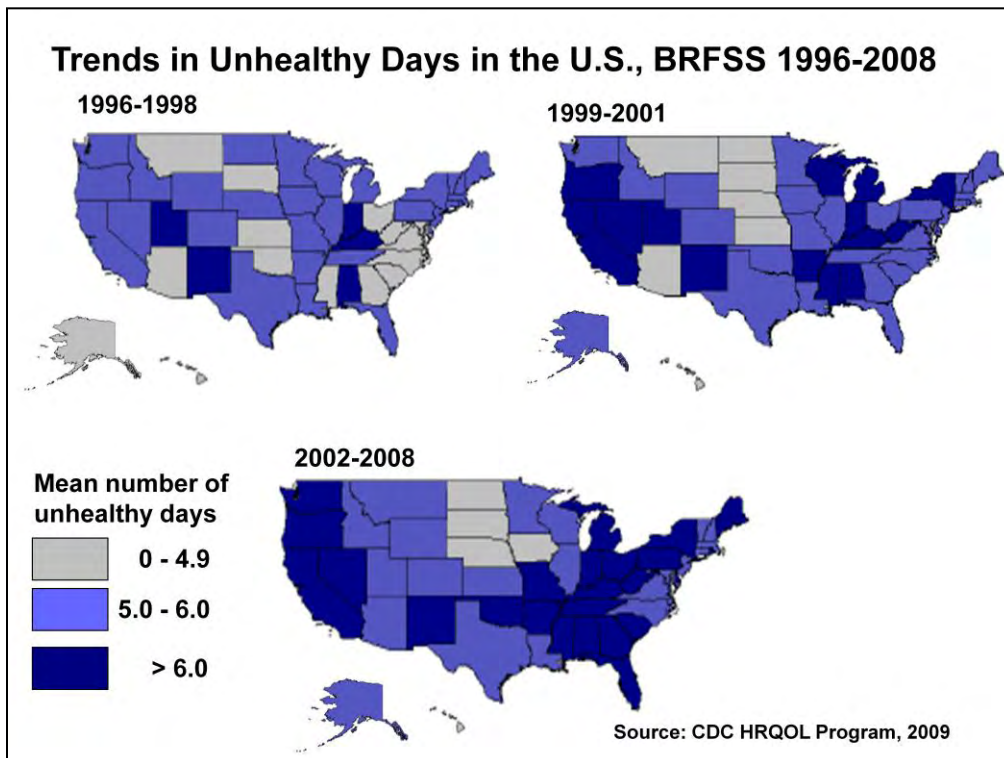 Trends in Unhealthy Days in the U.S., BRFSS 1996-2008
1996-1998
1999-2001
2002-2008
Mean number of
unhealthy days
0 - 4.9
5.0 - 6.0
> 6.0
Source: CDC HRQOL Program, 2009